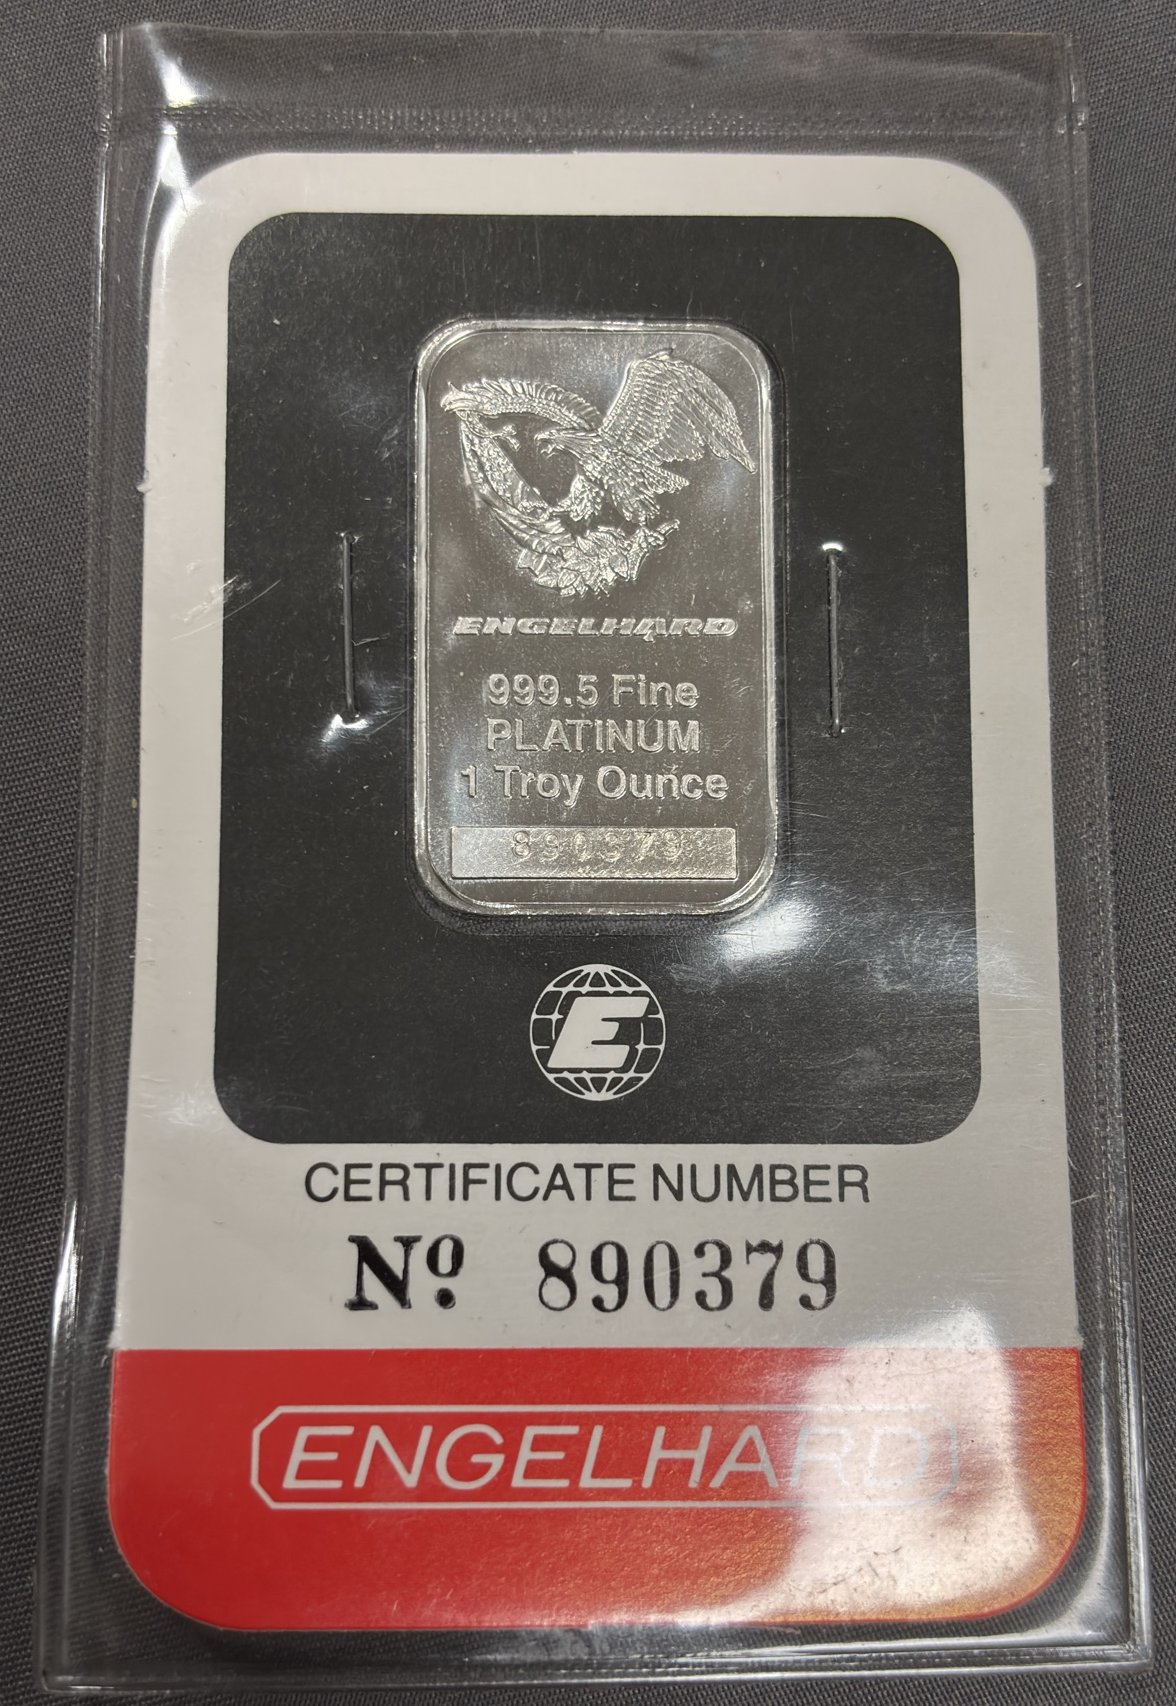 ENGELHARD
999.5 Fine
PLATINUM
1 Troy Ounce
890379
E
CERTIFICATE NUMBER
Nº 890379
ENGELHARD